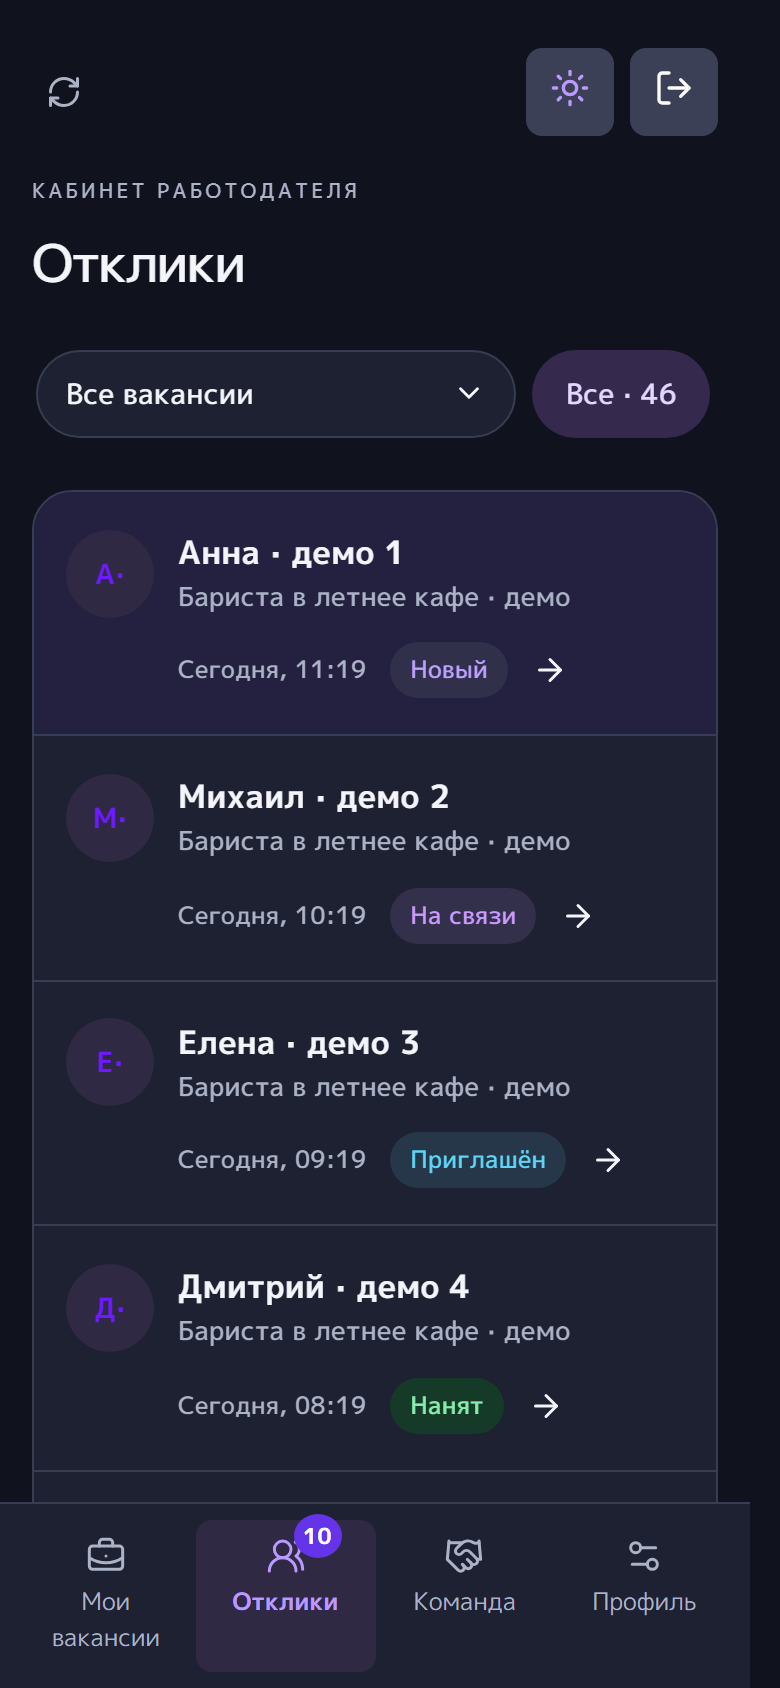 КАБИНЕТ РАБОТОДАТЕЛЯ
Отклики
Все вакансии
Все · 46
А·
Анна · демо 1
Бариста в летнее кафе · демо
Сегодня, 11:19
Новый
М·
Михаил · демо 2
Бариста в летнее кафе · демо
Сегодня, 10:19
На связи
Е·
Елена · демо 3
Бариста в летнее кафе · демо
Сегодня, 09:19
Приглашён
Д·
Дмитрий · демо 4
Бариста в летнее кафе · демо
Сегодня, 08:19
Нанят
Мои
вакансии
10
Отклики
Команда
Профиль